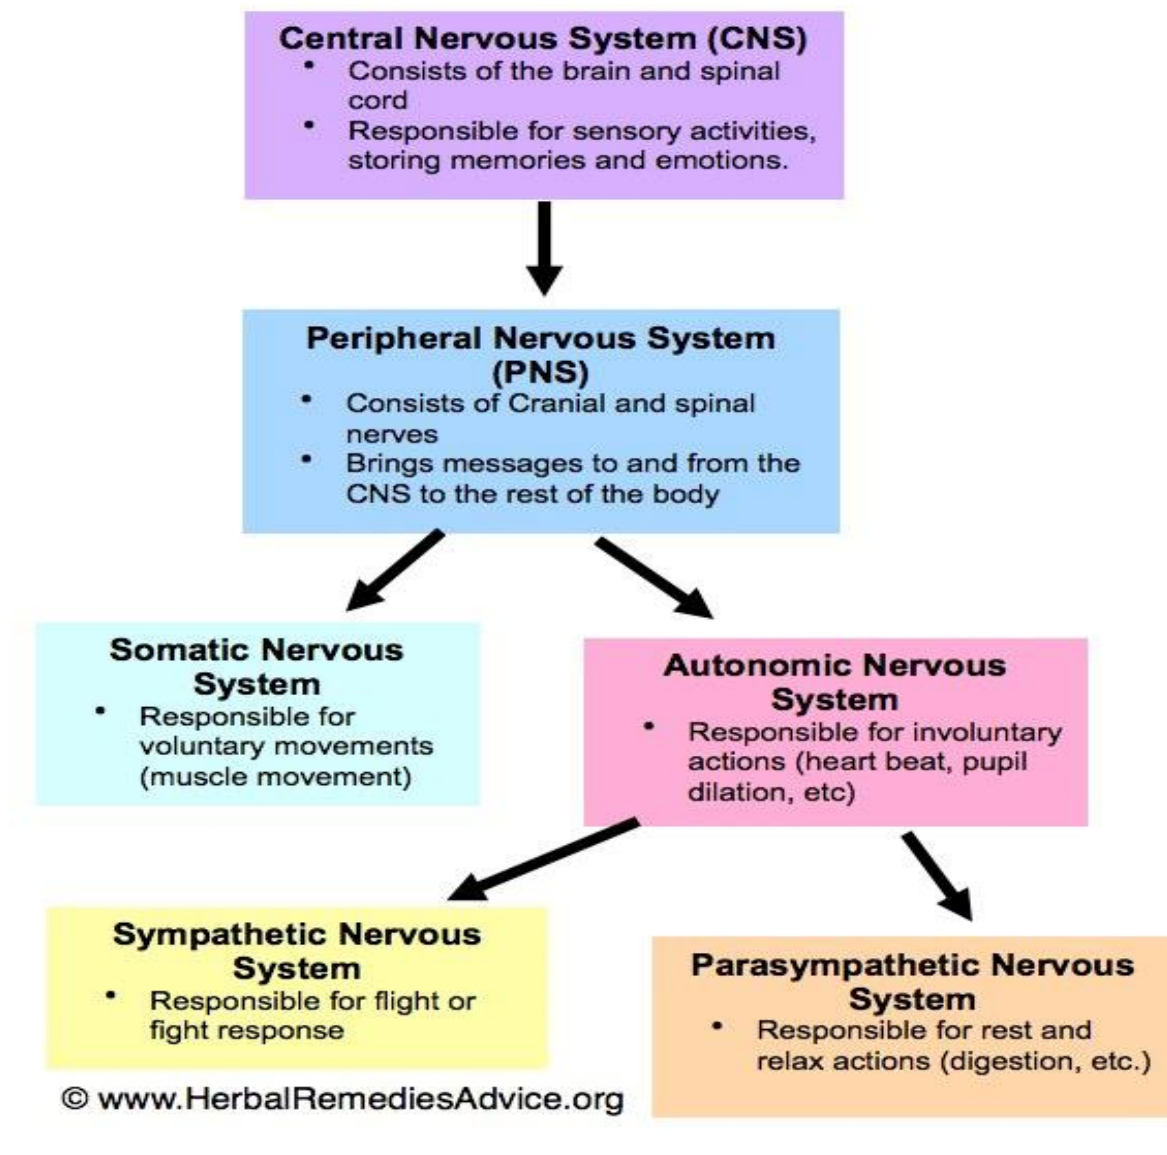 Central Nervous System (CNS)
• Consists of the brain and spinal
cord
• Responsible for sensory activities,
storing memories and emotions.
Peripheral Nervous System
(PNS)
• Consists of Cranial and spinal
nerves
• Brings messages to and from the
CNS to the rest of the body
Somatic Nervous
System
• Responsible for
voluntary movements
(muscle movement)
Autonomic Nervous
System
• Responsible for involuntary
actions (heart beat, pupil
dilation, etc)
Sympathetic Nervous
System
• Responsible for flight or
fight response
Parasympathetic Nervous
System
• Responsible for rest and
relax actions (digestion, etc.)
© www.HerbalRemediesAdvice.org